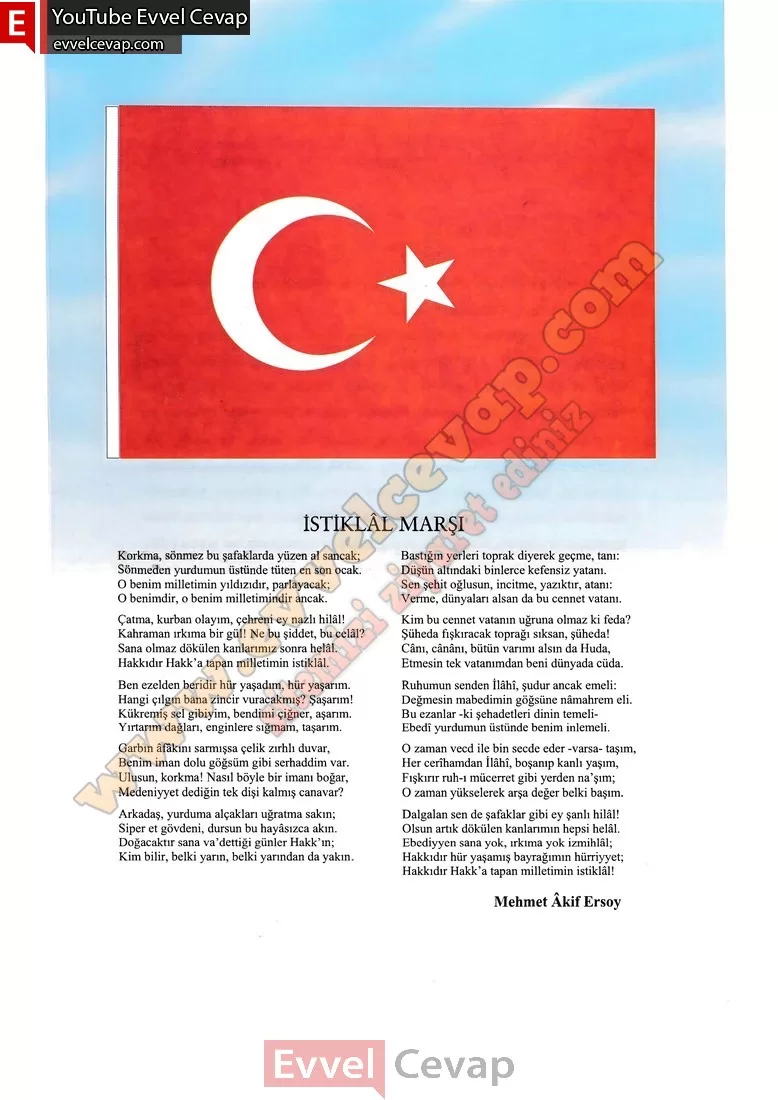 E
YouTube Evvel Cevap
evvelcevap.com
www.evvelcevap.com
Sitemizi ziyaret ediniz
İSTİKLÂL MARŞI
Korkma, sönmez bu şafaklarda yüzen al sancak;
Sönmeden yurdumun üstünde tüten en son ocak.
O benim milletimin yıldızıdır, parlayacak;
O benimdir, o benim milletimindir ancak.
Çatma, kurban olayım, çehreni ey nazlı hilâl!
Kahraman ırkıma bir gül! Ne bu şiddet, bu celâl?
Sana olmaz dökülen kanlarımız sonra helâl.
Hakkıdır Hakk'a tapan milletimin istiklâl.
Ben ezelden beridir hür yaşadım, hür yaşarım.
Hangi çılgın bana zincir vuracakmış? Şaşarım!
Kükremiş sel gibiyim, bendimi çiğner, aşarım.
Yırtarım dağları, enginlere sığmam, taşarım.
Garbın âfâkını sarmışsa çelik zırhlı duvar,
Benim iman dolu göğsüm gibi serhaddim var.
Ulusun, korkma! Nasıl böyle bir imanı boğar,
Medeniyyet dediğin tek dişi kalmış canavar?
Arkadaş, yurduma alçakları uğratma sakın;
Siper et gövdeni, dursun bu hayâsızca akın.
Doğacaktır sana va'dettiği günler Hakk'ın;
Kim bilir, belki yarın, belki yarından da yakın.
Bastığın yerleri toprak diyerek geçme, tanı:
Düşün altındaki binlerce kefensiz yatanı.
Sen şehit oğlusun, incitme, yazıktır, atanı:
Verme, dünyaları alsan da bu cennet vatanı.
Kim bu cennet vatanın uğruna olmaz ki feda?
Şüheda fışkıracak toprağı sıksan, şüheda!
Cânı, cânânı, bütün varımı alsın da Huda,
Etmesin tek vatanımdan beni dünyada cüda.
Ruhumun senden İlâhî, şudur ancak emeli:
Değmesin mabedimin göğsüne nâmahrem eli.
Bu ezanlar -ki şehadetleri dinin temeli-
Ebedî yurdumun üstünde benim inlemeli.
O zaman vecd ile bin secde eder -varsa- taşım,
Her cerîhamdan İlâhî, boşanıp kanlı yaşım,
Fışkırır ruh-ı mücerret gibi yerden na'şım;
O zaman yükselerek arşa değer belki başım.
Dalgalan sen de şafaklar gibi ey şanlı hilâl!
Olsun artık dökülen kanlarımın hepsi helâl.
Ebediyyen sana yok, ırkıma yok izmihlâl;
Hakkıdır hür yaşamış bayrağımın hürriyyet;
Hakkıdır Hakk'a tapan milletimin istiklâl!
Mehmet Âkif Ersoy
Evvel Cevap